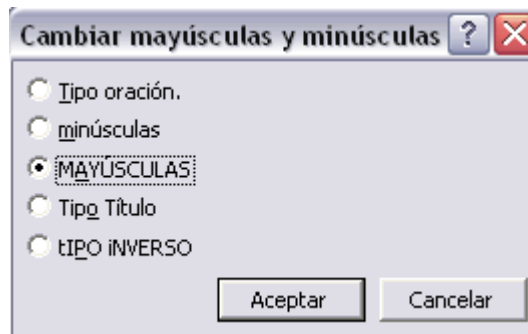 Cambiar mayúsculas y minúsculas ?
Tipo oración.
minúsculas
MAYÚSCULAS
Tipo Título
tIPO iNVERSO
Aceptar Cancelar